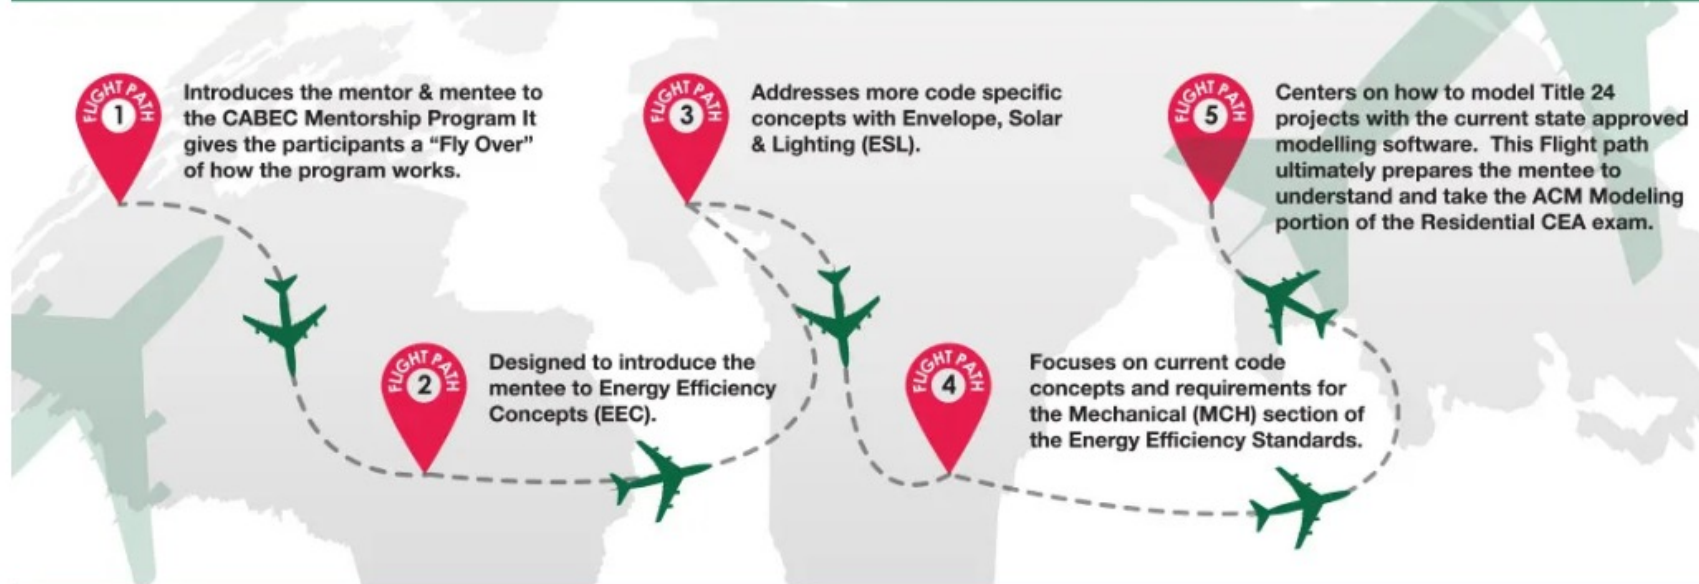 FLIGHT PATH
1
Introduces the mentor & mentee to
the CABEC Mentorship Program It
gives the participants a “Fly Over”
of how the program works.
FLIGHT PATH
2
Designed to introduce the
mentee to Energy Efficiency
Concepts (EEC).
FLIGHT PATH
3
Addresses more code specific
concepts with Envelope, Solar
& Lighting (ESL).
FLIGHT PATH
4
Focuses on current code
concepts and requirements for
the Mechanical (MCH) section of
the Energy Efficiency Standards.
FLIGHT PATH
5
Centers on how to model Title 24
projects with the current state approved
modelling software. This Flight path
ultimately prepares the mentee to
understand and take the ACM Modeling
portion of the Residential CEA exam.